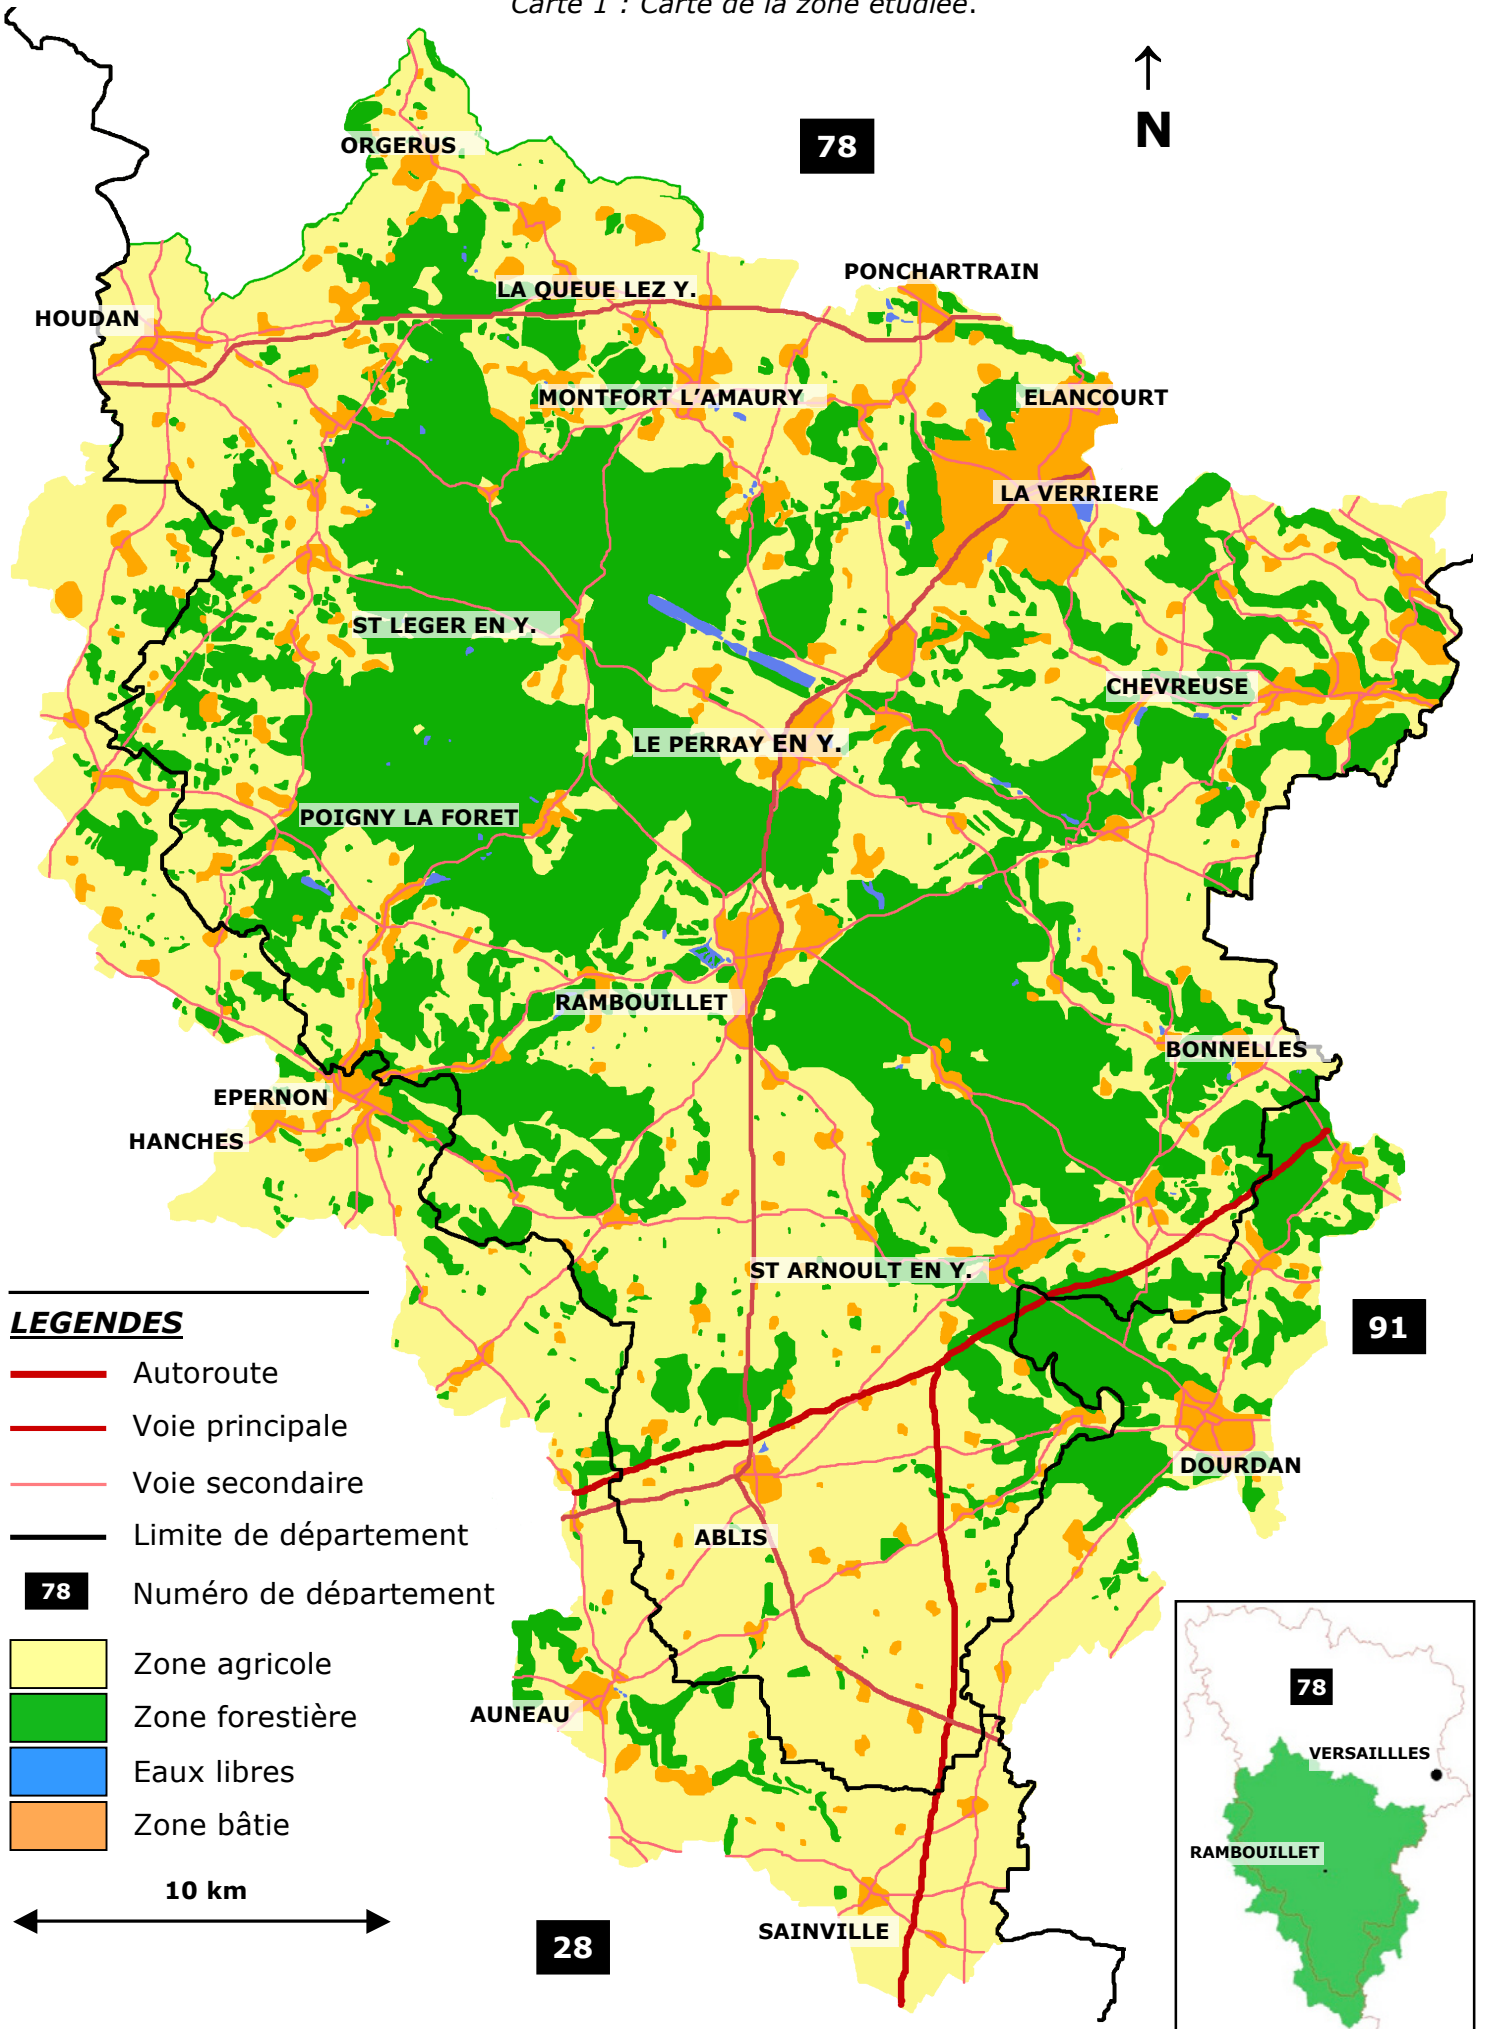 Carte 1 : Carte de la zone étudiée.
N
78
ORGERUS
PONCHARTRAIN
LA QUEUE LEZ Y.
HOUDAN
MONTFORT L'AMAURY
ELANCOURT
LA VERRIERE
ST LEGER EN Y.
CHEVREUSE
LE PERRAY EN Y.
POIGNY LA FORET
RAMBOUILLET
BONNELLES
EPERNON
HANCHES
ST ARNOULT EN Y.
91
DOURDAN
ABLIS
AUNEAU
SAINVILLE
28
LEGENDES
Autoroute
Voie principale
Voie secondaire
Limite de département
78 Numéro de département
Zone agricole
Zone forestière
Eaux libres
Zone bâtie
10 km
78
VERSAILLLES
RAMBOUILLET